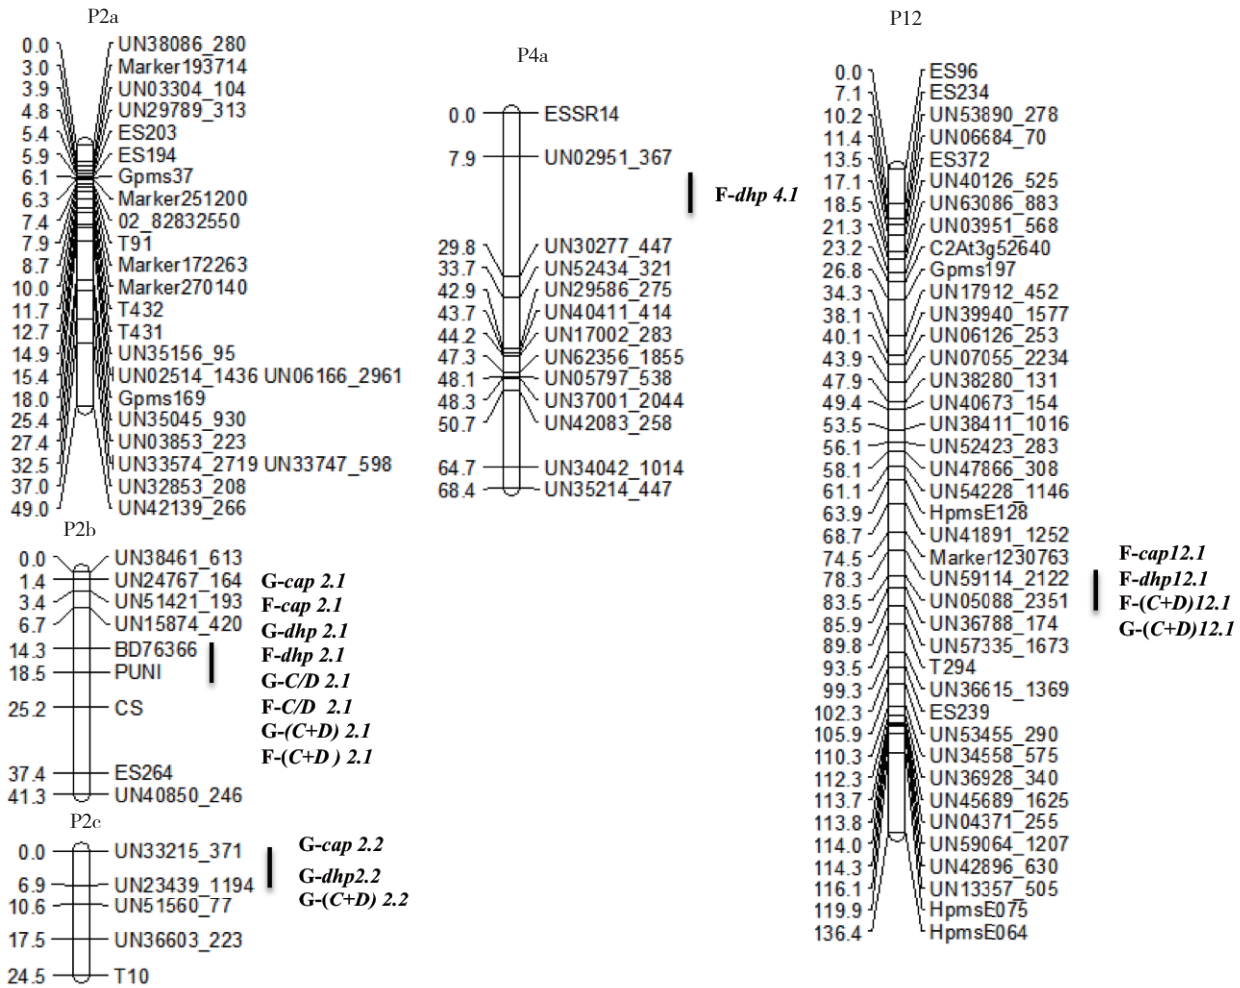 P2a
0.0 UN38086_280
3.0 Marker193714
3.9 UN03304_104
4.8 UN29789_313
5.4 ES203
5.9 ES194
6.1 Gpms37
6.3 Marker251200
7.4 02_82832550
7.9 T91
8.7 Marker172263
10.0 Marker270140
11.7 T432
12.7 T431
14.9 UN35156_95
15.4 UN02514_1436 UN06166_2961
18.0 Gpms169
25.4 UN35045_930
27.4 UN03853_223
32.5 UN33574_2719 UN33747_598
37.0 UN32853_208
49.0 UN42139_266
P2b
0.0 UN38461_613
1.4 UN24767_164
3.4 UN51421_193
6.7 UN15874_420
14.3 BD76366
18.5 PUNI
25.2 CS
37.4 ES264
41.3 UN40850_246
G-cap 2.1
F-cap 2.1
G-dhp 2.1
F-dhp 2.1
G-C/D 2.1
F-C/D 2.1
G-(C+D) 2.1
F-(C+D ) 2.1
P2c
0.0 UN33215_371
6.9 UN23439_1194
10.6 UN51560_77
17.5 UN36603_223
24.5 T10
G-cap 2.2
G-dhp2.2
G-(C+D) 2.2
P4a
0.0 ESSR14
7.9 UN02951_367
29.8 UN30277_447
33.7 UN52434_321
42.9 UN29586_275
43.7 UN40411_414
44.2 UN17002_283
47.3 UN62356_1855
48.1 UN05797_538
48.3 UN37001_2044
50.7 UN42083_258
64.7 UN34042_1014
68.4 UN35214_447
F-dhp 4.1
P12
0.0 ES96
7.1 ES234
10.2 UN53890_278
11.4 UN06684_70
13.5 ES372
17.1 UN40126_525
18.5 UN63086_883
21.3 UN03951_568
23.2 C2At3g52640
26.8 Gpms197
34.3 UN17912_452
38.1 UN39940_1577
40.1 UN06126_253
43.9 UN07055_2234
47.9 UN38280_131
49.4 UN40673_154
53.5 UN38411_1016
56.1 UN52423_283
58.1 UN47866_308
61.1 UN54228_1146
63.9 HpmsE128
68.7 UN41891_1252
74.5 Marker1230763
78.3 UN59114_2122
83.5 UN05088_2351
85.9 UN36788_174
89.8 UN57335_1673
93.5 T294
99.3 UN36615_1369
102.3 ES239
105.9 UN53455_290
110.3 UN34558_575
112.3 UN36928_340
113.7 UN45689_1625
113.8 UN04371_255
114.0 UN59064_1207
114.3 UN42896_630
116.1 UN13357_505
119.9 HpmsE075
136.4 HpmsE064
F-cap12.1
F-dhp12.1
F-(C+D)12.1
G-(C+D)12.1